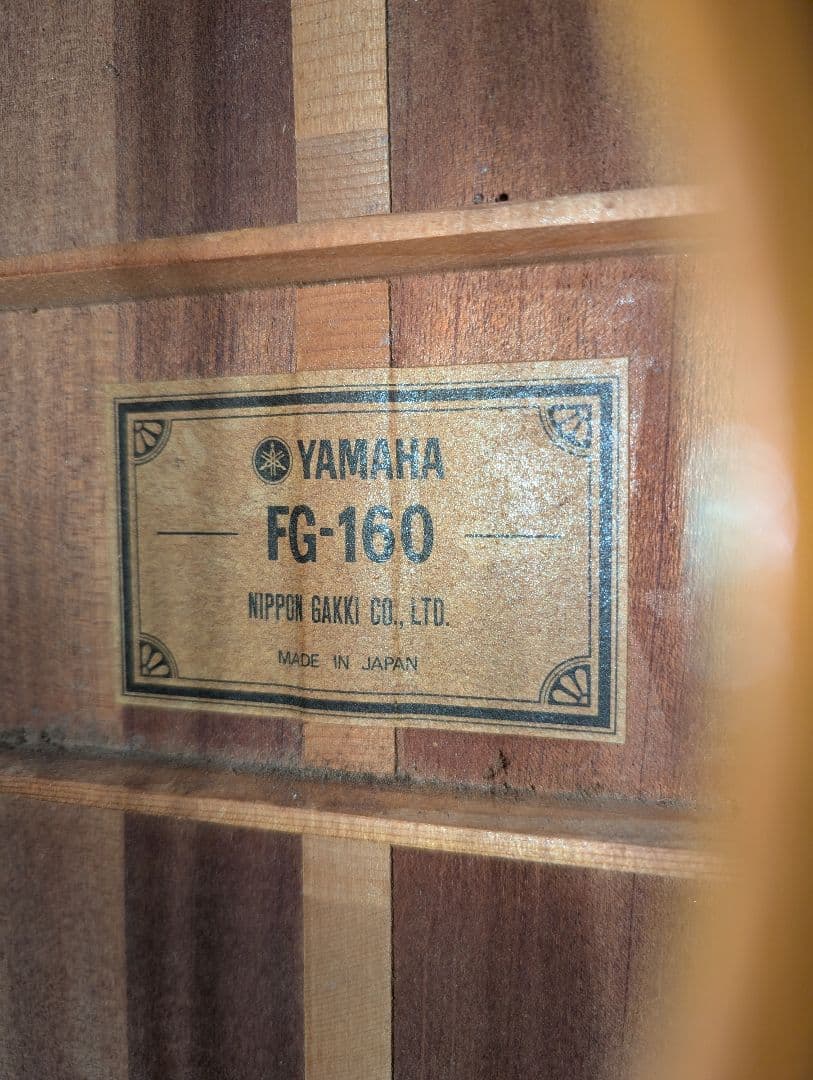 YAMAHA
FG-160
NIPPON GAKKI CO., LTD.
MADE IN JAPAN